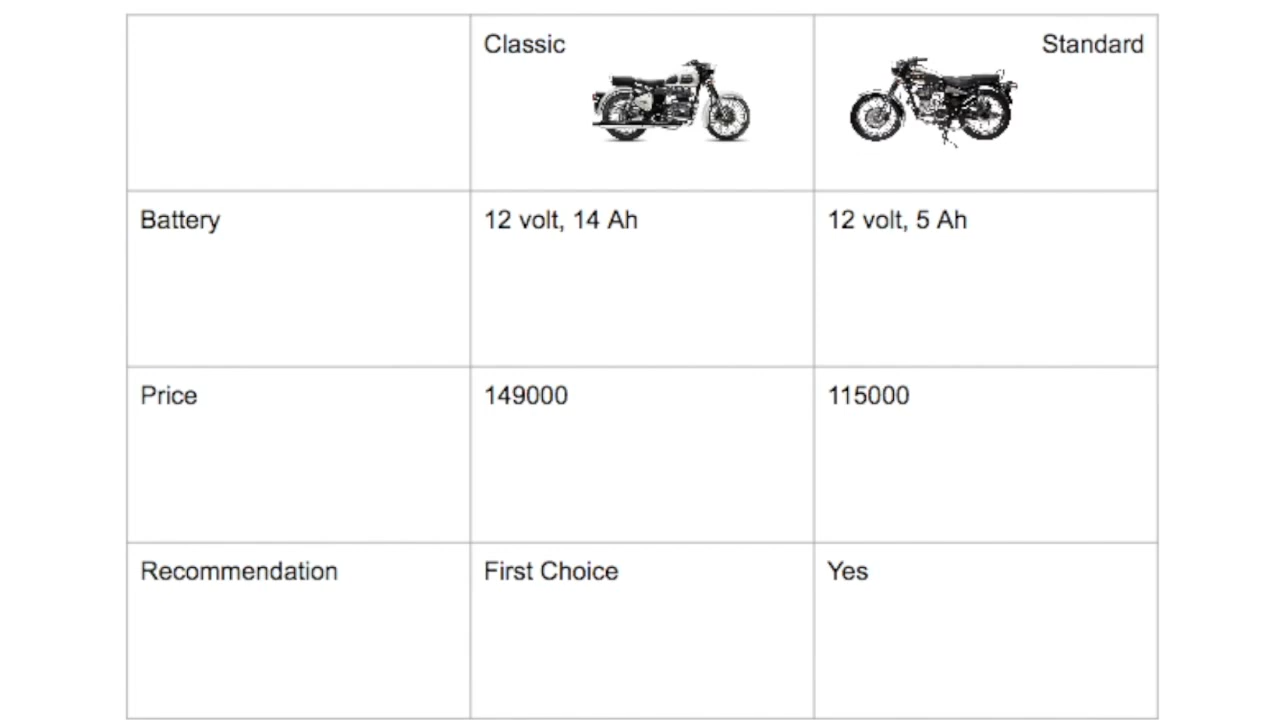 Classic
Standard
Battery
12 volt, 14 Ah
12 volt, 5 Ah
Price
149000
115000
Recommendation
First Choice
Yes